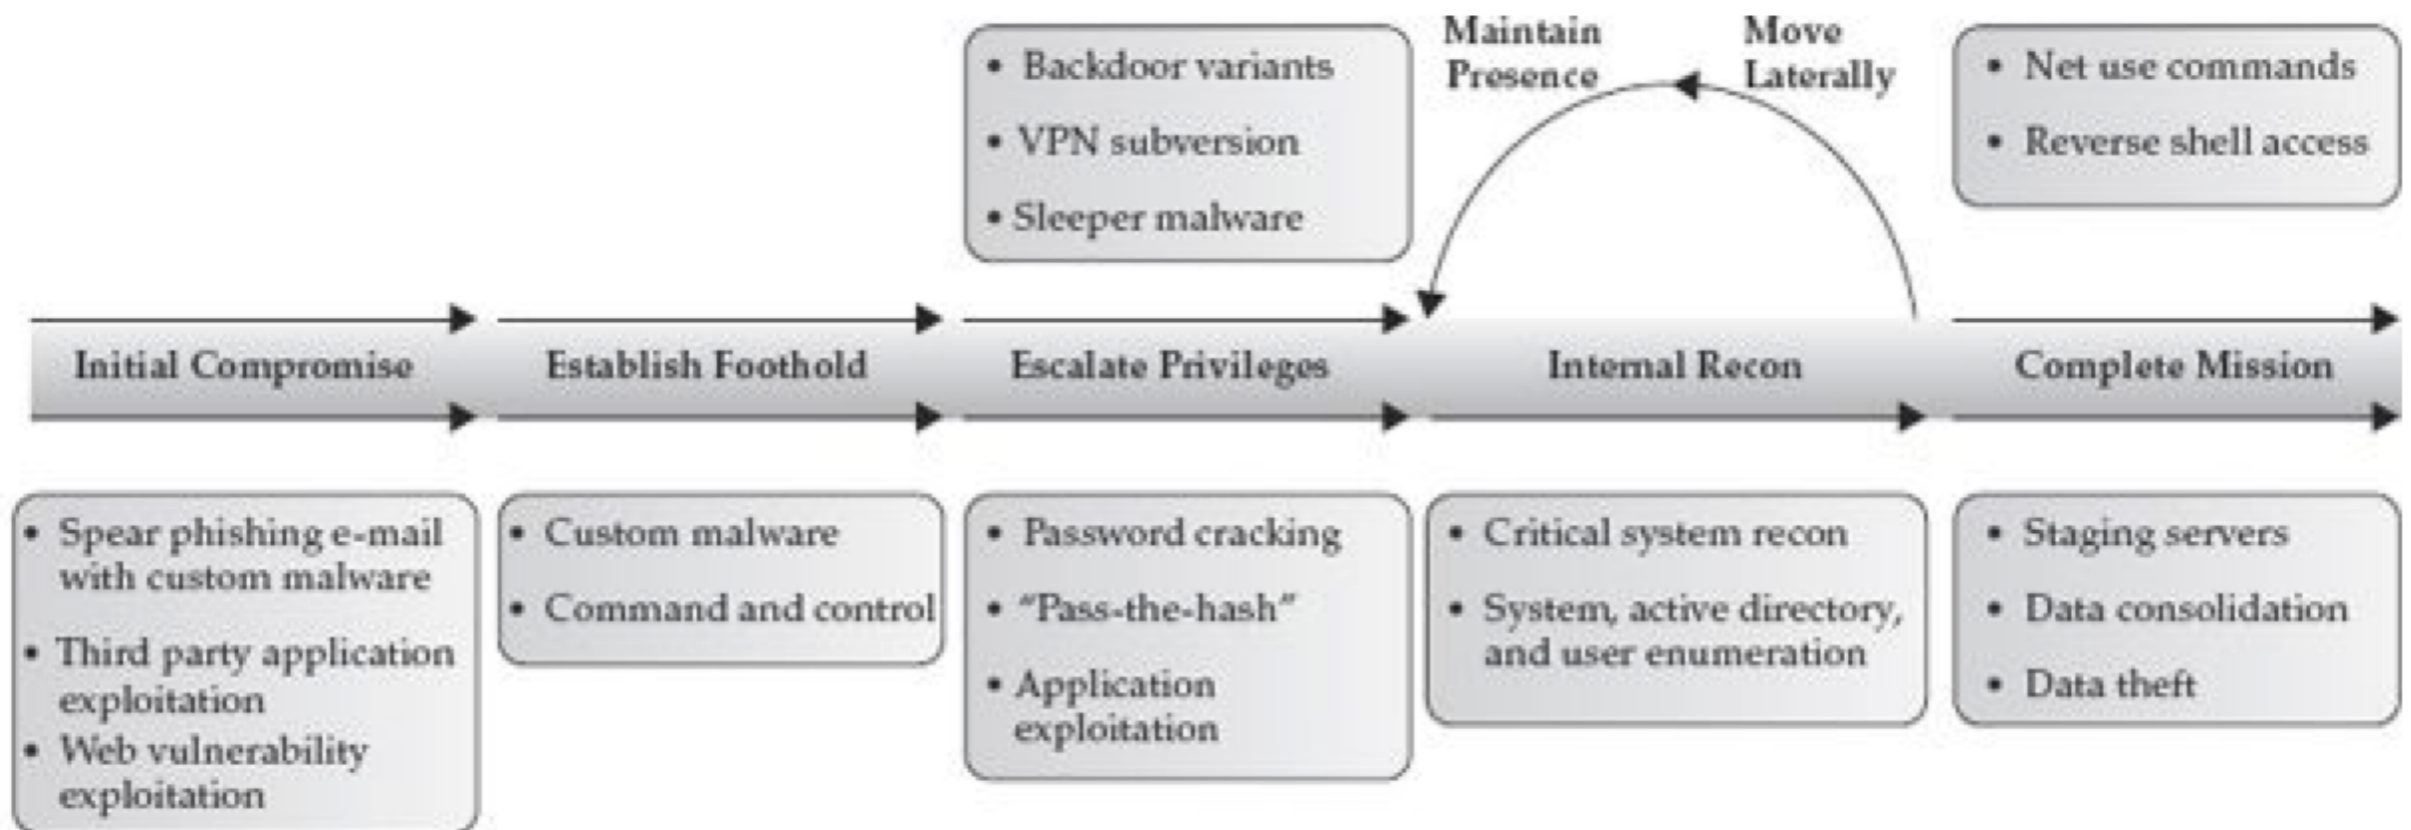 • Backdoor variants
• VPN subversion
• Sleeper malware
Maintain
Presence
Move
Laterally
• Net use commands
• Reverse shell access
Initial Compromise
Establish Foothold
Escalate Privileges
Internal Recon
Complete Mission
• Spear phishing e-mail
with custom malware
• Third party application
exploitation
• Web vulnerability
exploitation
• Custom malware
• Command and control
• Password cracking
• "Pass-the-hash"
• Application
exploitation
• Critical system recon
• System, active directory,
and user enumeration
• Staging servers
• Data consolidation
• Data theft